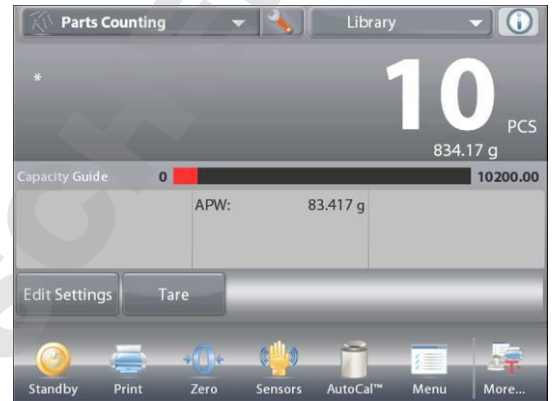 Parts Counting Library
*
10 PCS
834.17 g
Capacity Guide 0 10200.00
APW: 83.417 g
Edit Settings Tare
Standby Print Zero Sensors AutoCal™ Menu More...